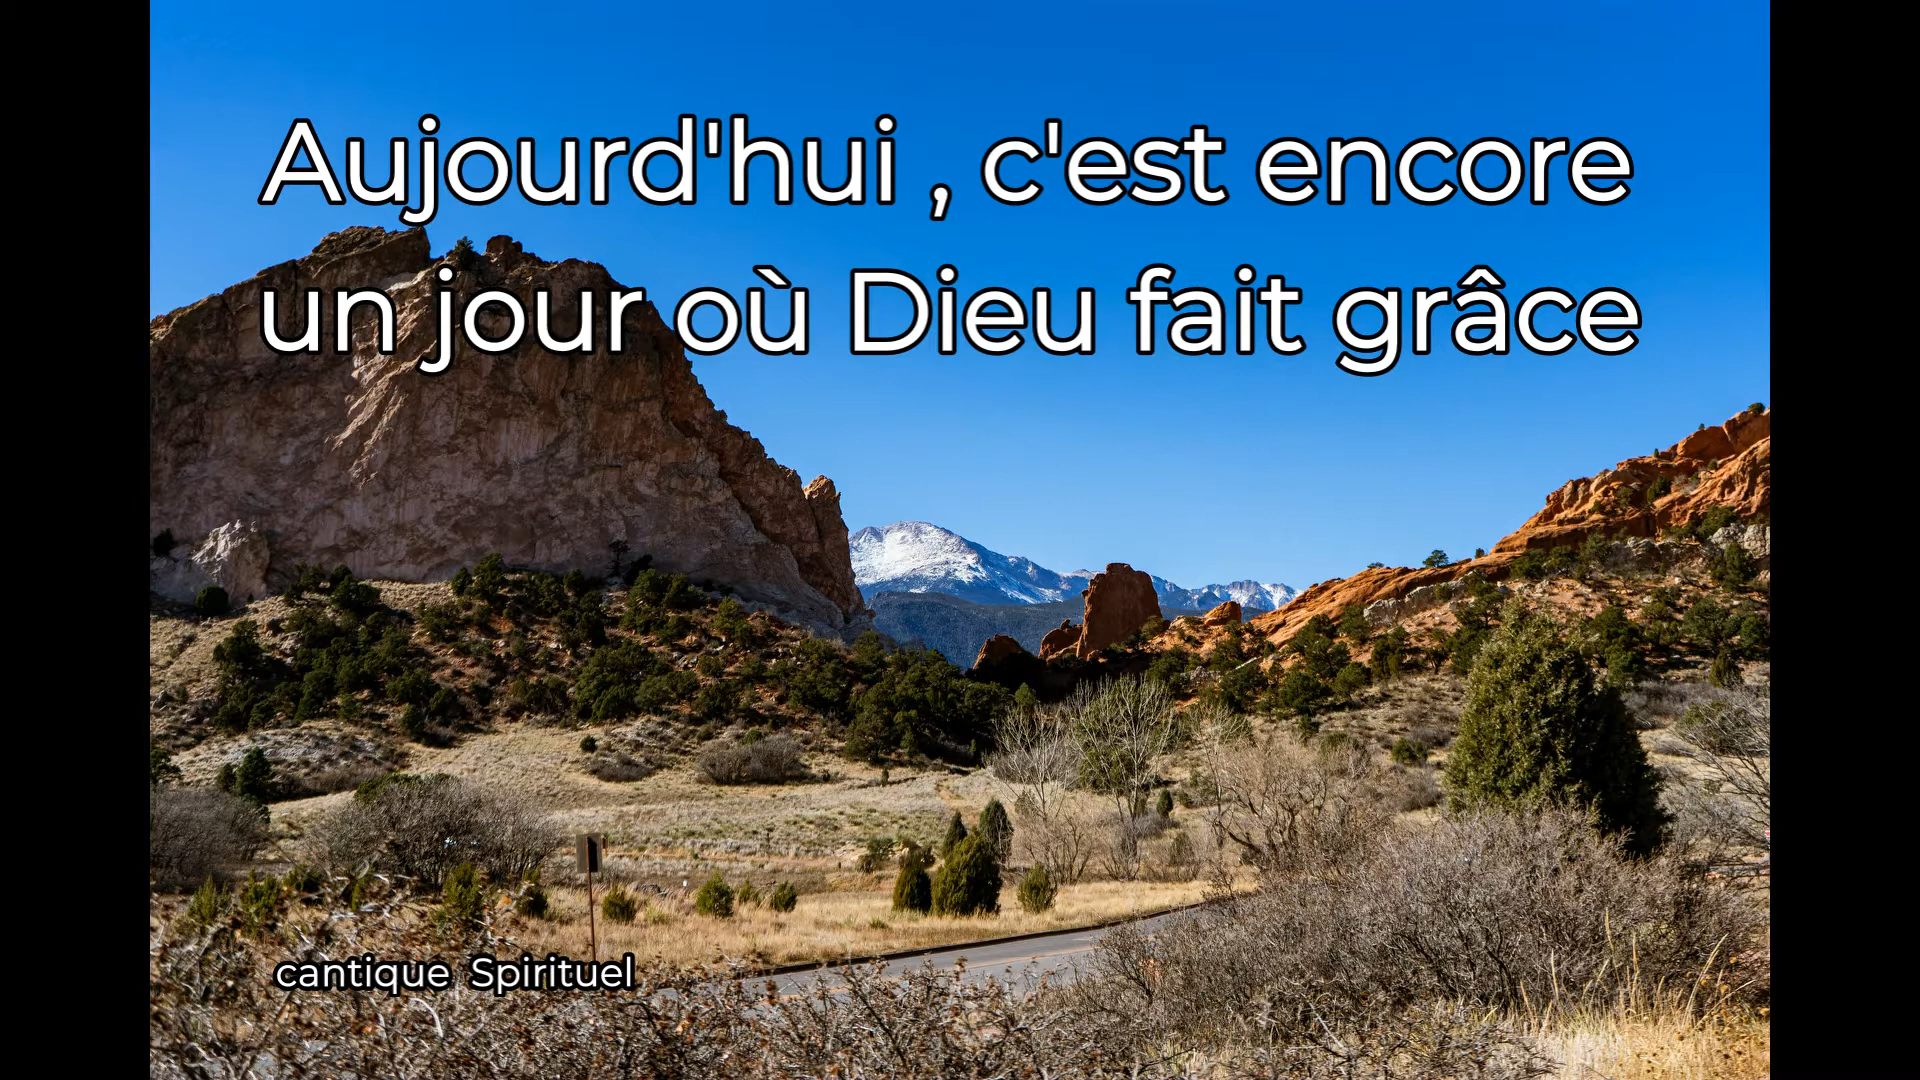 Aujourd'hui , c'est encore
un jour où Dieu fait grâce
cantique Spirituel